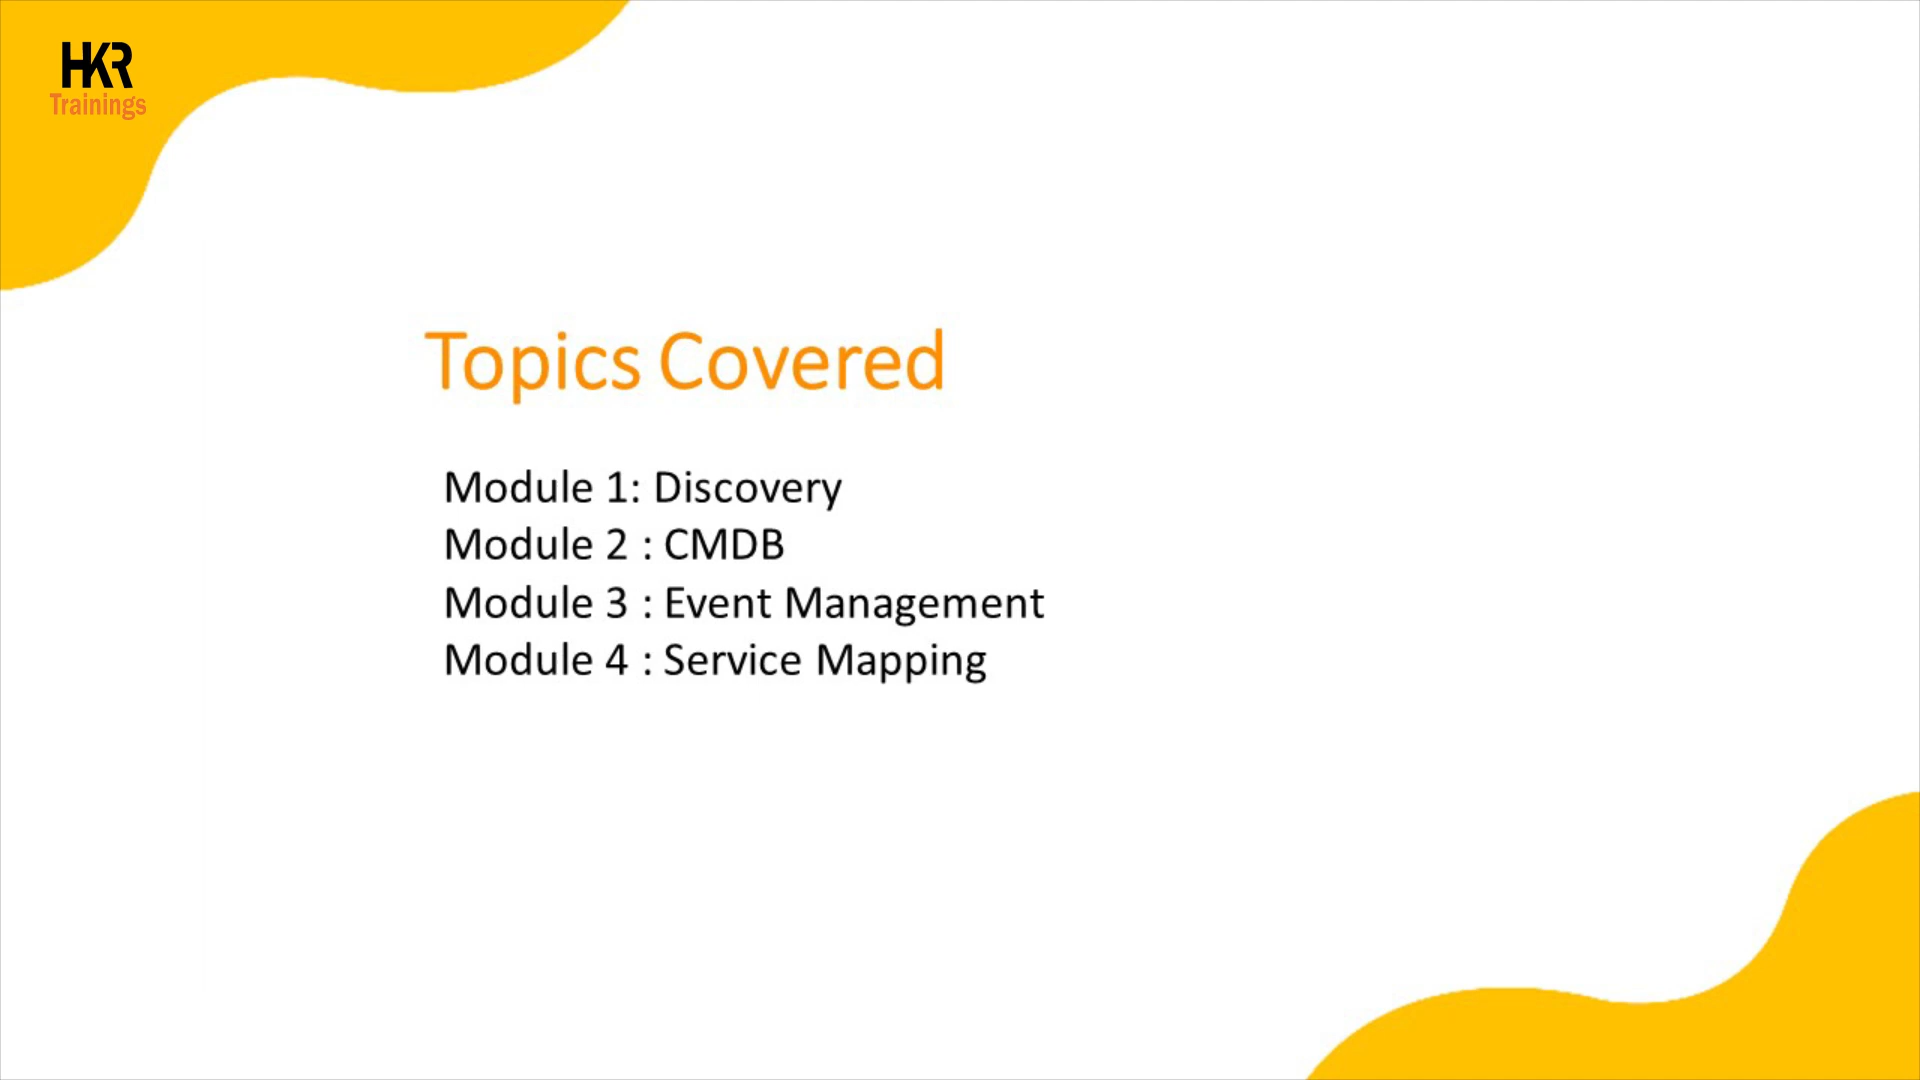 HKR
Trainings
Topics Covered
Module 1: Discovery
Module 2 : CMDB
Module 3 : Event Management
Module 4 : Service Mapping